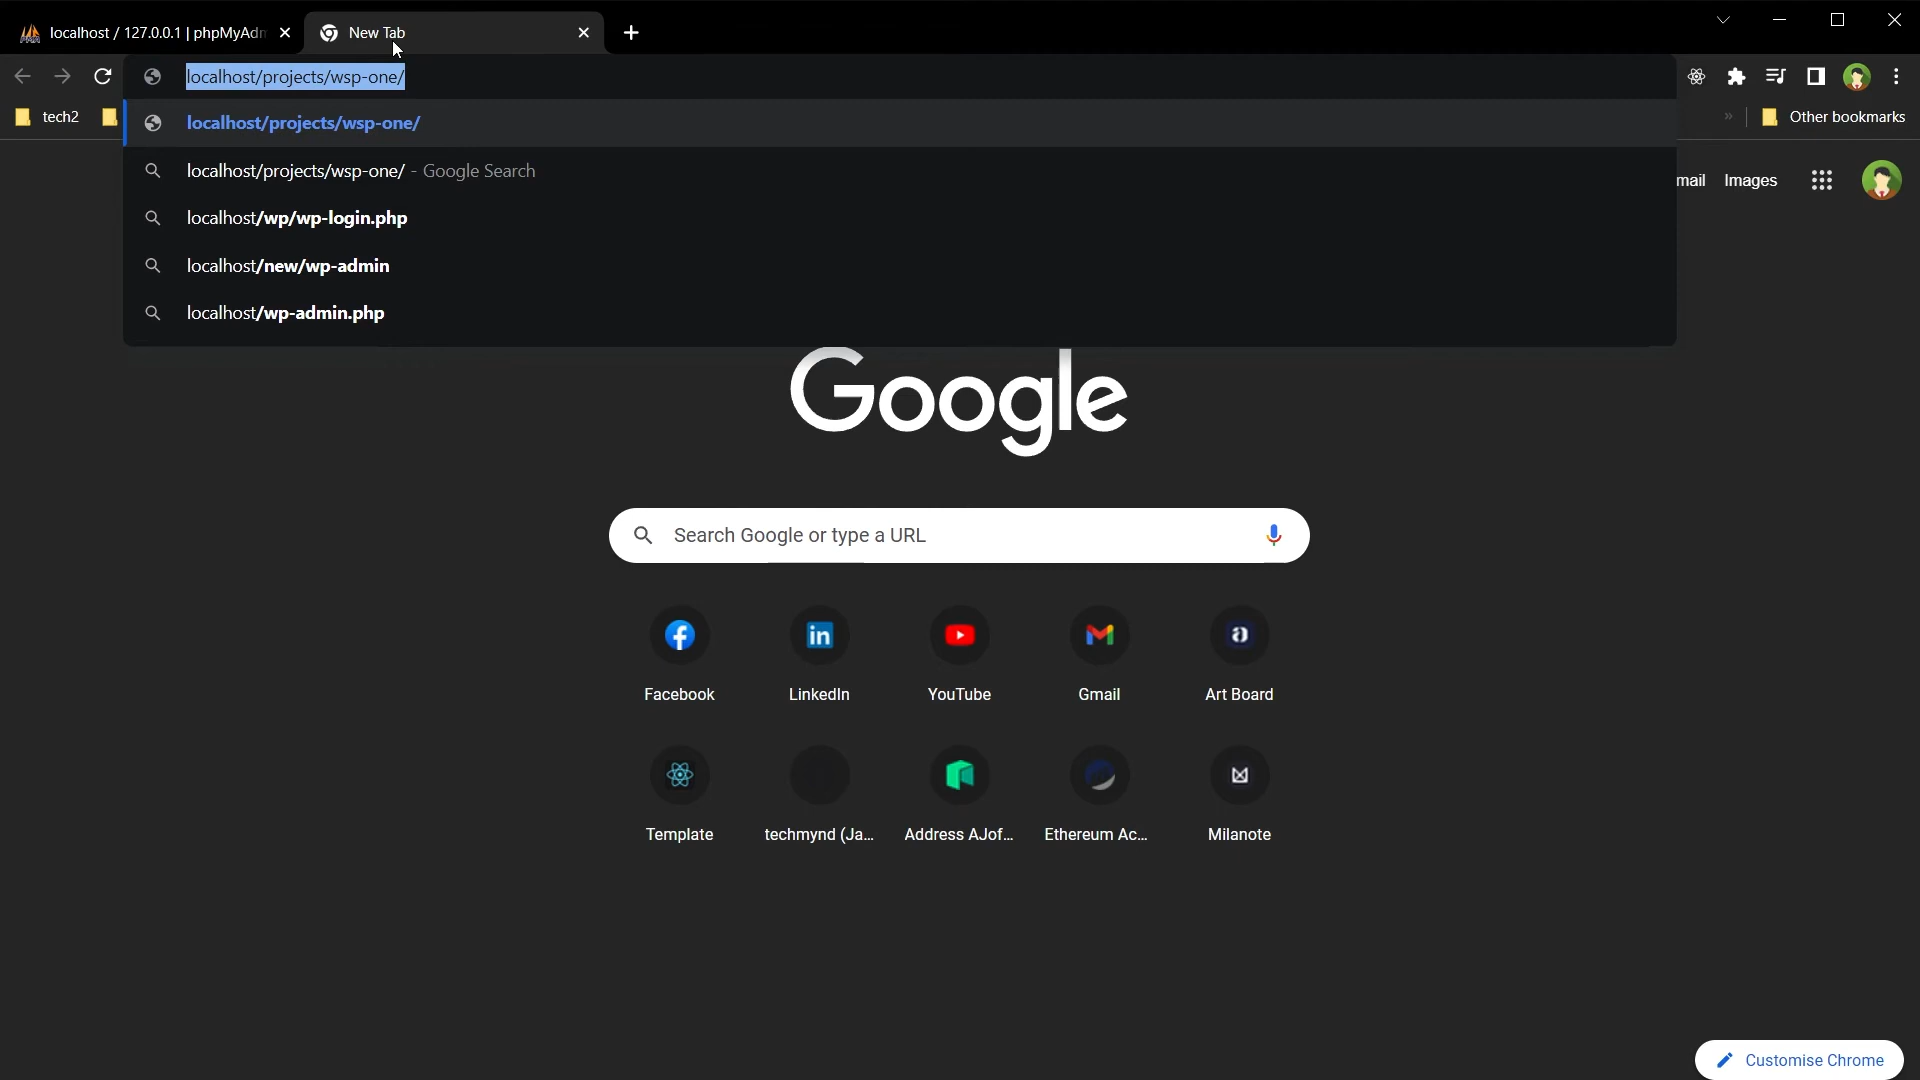 localhost / 127.0.0.1 | phpMyAdm
New Tab
localhost/projects/wsp-one/
tech2
localhost/projects/wsp-one/
Other bookmarks
localhost/projects/wsp-one/ - Google Search
mail Images
localhost/wp/wp-login.php
localhost/new/wp-admin
localhost/wp-admin.php
Google
Search Google or type a URL
Facebook LinkedIn YouTube Gmail Art Board
Template techmynd (Ja... Address AJof... Ethereum Ac... Milanote
Customise Chrome